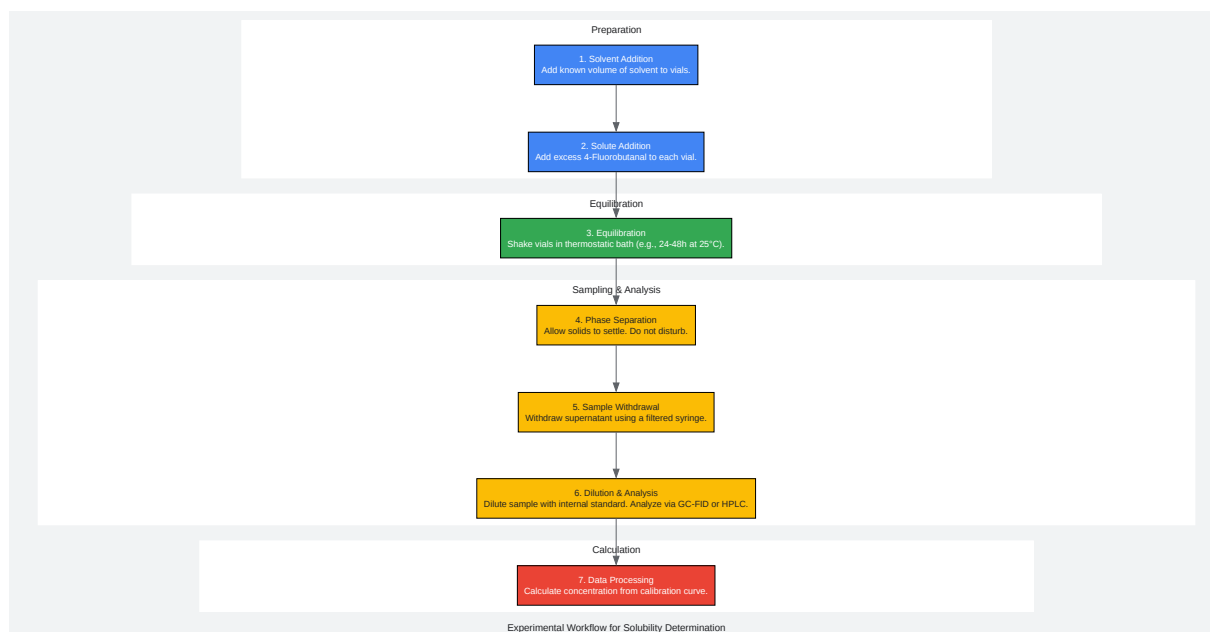 Preparation
1. Solvent Addition
Add known volume of solvent to vials.
2. Solute Addition
Add excess 4-Fluorobutanal to each vial.
Equilibration
3. Equilibration
Shake vials in thermostatic bath (e.g., 24-48h at 25°C).
Sampling & Analysis
4. Phase Separation
Allow solids to settle. Do not disturb.
5. Sample Withdrawal
Withdraw supernatant using a filtered syringe.
6. Dilution & Analysis
Dilute sample with internal standard. Analyze via GC-FID or HPLC.
Calculation
7. Data Processing
Calculate concentration from calibration curve.
Experimental Workflow for Solubility Determination